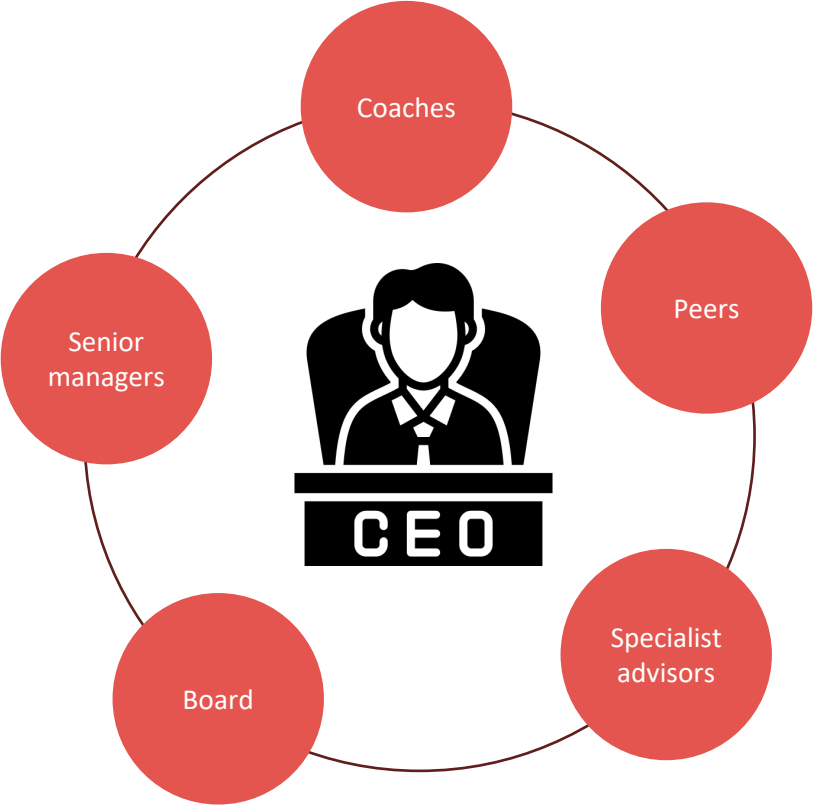 Coaches
Peers
Senior
managers
CEO
Specialist
advisors
Board